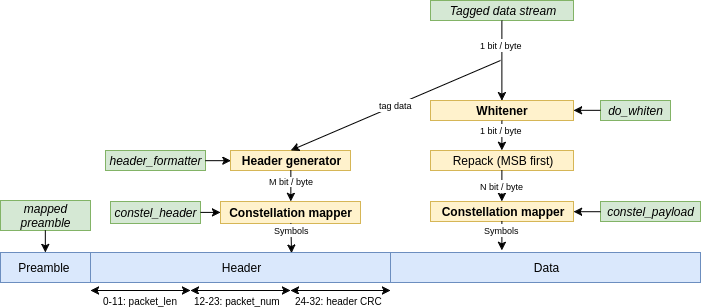 Tagged data stream
1 bit / byte
tag data
Whitener
do_whiten
1 bit / byte
header_formatter
Header generator
Repack (MSB first)
M bit / byte
N bit / byte
mapped
preamble
constel_header
Constellation mapper
Constellation mapper
constel_payload
Symbols
Symbols
Preamble
Header
Data
0-11: packet_len
12-23: packet_num
24-32: header CRC